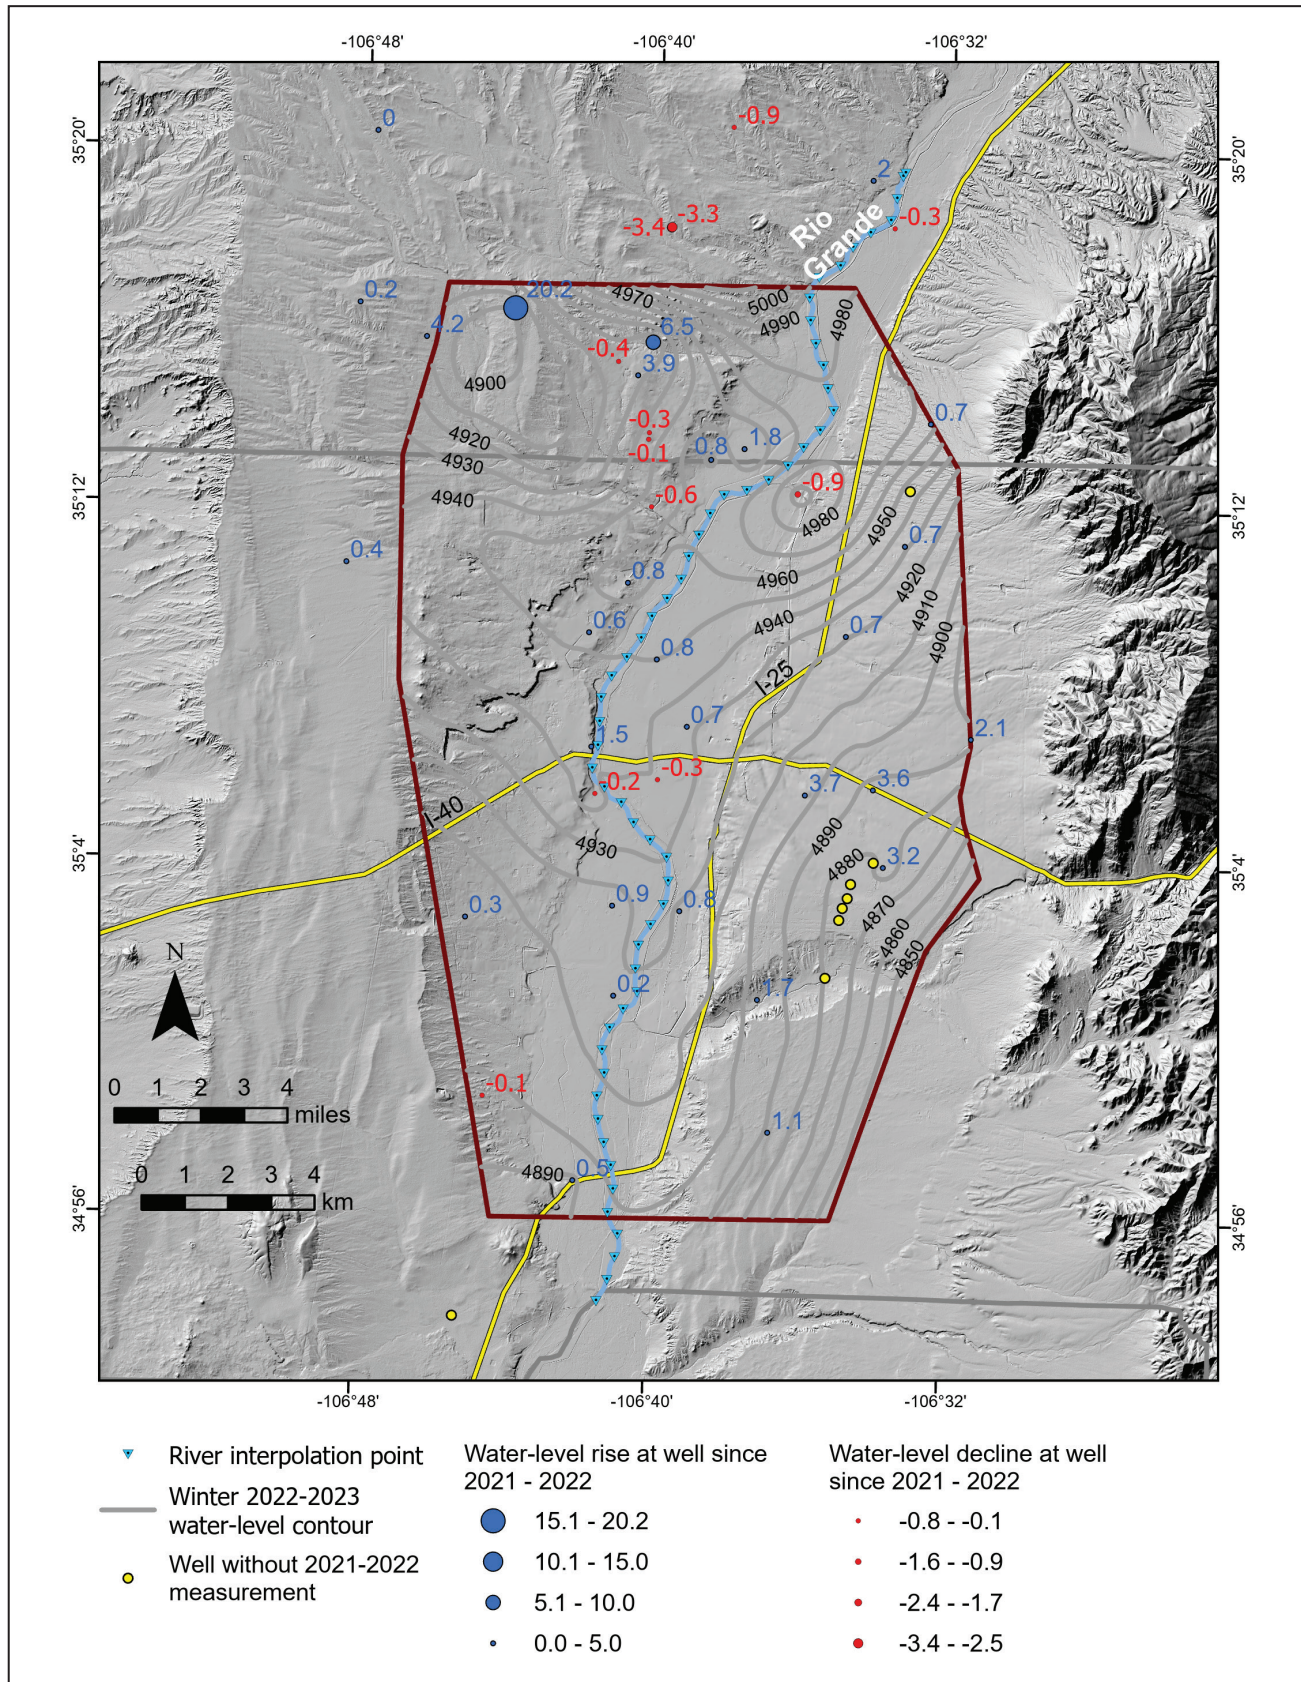 -106°48'
-106°40'
-106°32'
35°20'
35°20'
0
-0.9
2
-0.3
-3.3
-3.4
Rio
Grande
0.2
20.2
4970
5000
4990
4980
4.2
6.5
-0.4
3.9
4900
-0.3
0.7
4920
-0.1
0.8
1.8
4930
4940
-0.6
-0.9
35°12'
35°12'
4980
4950
0.4
0.7
0.8
4960
4920
4910
0.6
4940
0.7
4900
0.8
I-25
0.7
1.5
2.1
-0.2
-0.3
3.7
3.6
I-40
4930
4890
35°4'
35°4'
4880
3.2
0.3
0.9
0.8
4870
4860
4850
N
0.2
1.7
0 1 2 3 4
miles
-0.1
1.1
0 1 2 3 4
km
4890
0.5
34°56'
34°56'
-106°48'
-106°40'
-106°32'
River interpolation point
Winter 2022-2023
water-level contour
Well without 2021-2022
measurement
Water-level rise at well since
2021 - 2022
15.1 - 20.2
10.1 - 15.0
5.1 - 10.0
0.0 - 5.0
Water-level decline at well
since 2021 - 2022
-0.8 - -0.1
-1.6 - -0.9
-2.4 - -1.7
-3.4 - -2.5